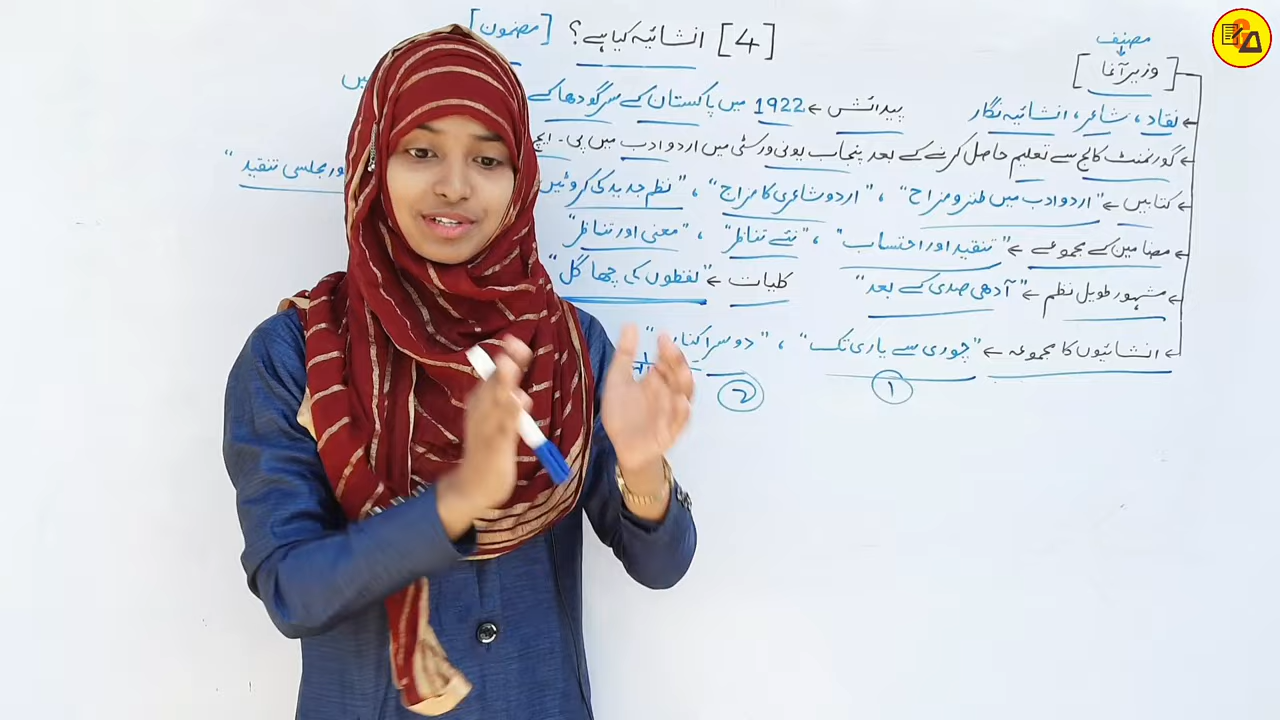 [4] انشائیہ کیا ہے؟ [مضمون]
مصنف
[وزیر آغا]
← نقاد ، شاعر ، انشائیہ نگار پیدائش ← 1922 میں پاکستان کے سرگودھا کے
← گورنمنٹ کالج سے تعلیم حاصل کرنے کے بعد پنجاب یونی ورسٹی میں اردو ادب میں پی۔ ایچ
← کتابیں ← "اردو ادب میں طنز و مزاح" ، "اردو شاعری کا مزاج" ، "نظم جدید کی کروٹیں مجلسی تنقید"
← مضامین کے مجموعے ← "تنقید اور احتساب" ، "نئے تناظر" ، "معنی اور تناظر"
← مشہور طویل نظم ← "آدھی صدی کے بعد" کلیات ← "لفظوں کی چھاگل"
← انشائیوں کا مجموعہ ← "چوری سے یاری تک" ، "دوسرا کنارہ"
۱ ۲